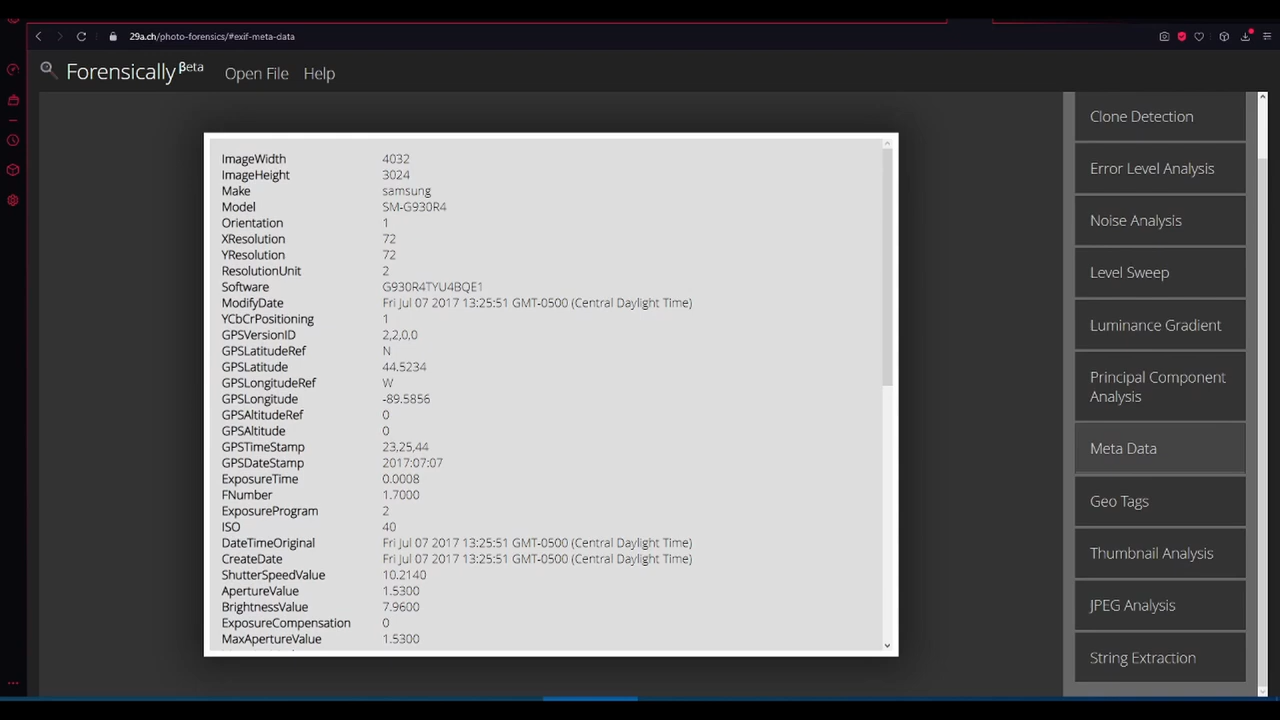 29a.ch/photo-forensics/#exif-meta-data
Forensically βeta Open File Help
ImageWidth 4032
ImageHeight 3024
Make samsung
Model SM-G930R4
Orientation 1
XResolution 72
YResolution 72
ResolutionUnit 2
Software G930R4TYU4BQE1
ModifyDate Fri Jul 07 2017 13:25:51 GMT-0500 (Central Daylight Time)
YCbCrPositioning 1
GPSVersionID 2,2,0,0
GPSLatitudeRef N
GPSLatitude 44.5234
GPSLongitudeRef W
GPSLongitude -89.5856
GPSAltitudeRef 0
GPSAltitude 0
GPSTimeStamp 23,25,44
GPSDateStamp 2017:07:07
ExposureTime 0.0008
FNumber 1.7000
ExposureProgram 2
ISO 40
DateTimeOriginal Fri Jul 07 2017 13:25:51 GMT-0500 (Central Daylight Time)
CreateDate Fri Jul 07 2017 13:25:51 GMT-0500 (Central Daylight Time)
ShutterSpeedValue 10.2140
ApertureValue 1.5300
BrightnessValue 7.9600
ExposureCompensation 0
MaxApertureValue 1.5300
Clone Detection
Error Level Analysis
Noise Analysis
Level Sweep
Luminance Gradient
Principal Component
Analysis
Meta Data
Geo Tags
Thumbnail Analysis
JPEG Analysis
String Extraction